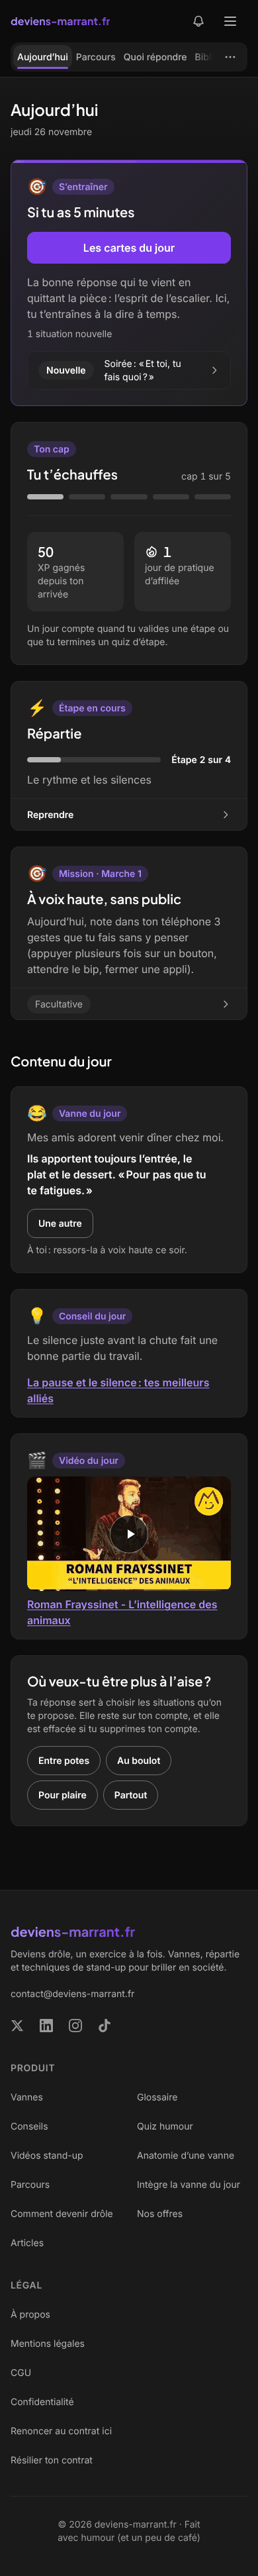 deviens-marrant.fr
Aujourd’hui Parcours Quoi répondre Bibl
Aujourd’hui
jeudi 26 novembre
S’entraîner
Si tu as 5 minutes
Les cartes du jour
La bonne réponse qui te vient en
quittant la pièce : l’esprit de l’escalier. Ici,
tu t’entraînes à la dire à temps.
1 situation nouvelle
Nouvelle
Soirée : « Et toi, tu
fais quoi ? »
Ton cap
Tu t’échauffes
cap 1 sur 5
50
XP gagnés
depuis ton
arrivée
1
jour de pratique
d’affilée
Un jour compte quand tu valides une étape ou
que tu termines un quiz d’étape.
Étape en cours
Répartie
Étape 2 sur 4
Le rythme et les silences
Reprendre
Mission · Marche 1
À voix haute, sans public
Aujourd’hui, note dans ton téléphone 3
gestes que tu fais sans y penser
(appuyer plusieurs fois sur un bouton,
attendre le bip, fermer une appli).
Facultative
Contenu du jour
Vanne du jour
Mes amis adorent venir dîner chez moi.
Ils apportent toujours l’entrée, le
plat et le dessert. « Pour pas que tu
te fatigues. »
Une autre
À toi : ressors-la à voix haute ce soir.
Conseil du jour
Le silence juste avant la chute fait une
bonne partie du travail.
La pause et le silence : tes meilleurs
alliés
Vidéo du jour
ROMAN FRAYSSINET
“L’INTELLIGENCE” DES ANIMAUX
Roman Frayssinet - L’intelligence des
animaux
Où veux-tu être plus à l’aise ?
Ta réponse sert à choisir les situations qu’on
te propose. Elle reste sur ton compte, et elle
est effacée si tu supprimes ton compte.
Entre potes
Au boulot
Pour plaire
Partout
deviens-marrant.fr
Deviens drôle, un exercice à la fois. Vannes, répartie
et techniques de stand-up pour briller en société.
contact@deviens-marrant.fr
PRODUIT
Vannes
Glossaire
Conseils
Quiz humour
Vidéos stand-up
Anatomie d’une vanne
Parcours
Intègre la vanne du jour
Comment devenir drôle
Nos offres
Articles
LÉGAL
À propos
Mentions légales
CGU
Confidentialité
Renoncer au contrat ici
Résilier ton contrat
© 2026 deviens-marrant.fr · Fait
avec humour (et un peu de café)